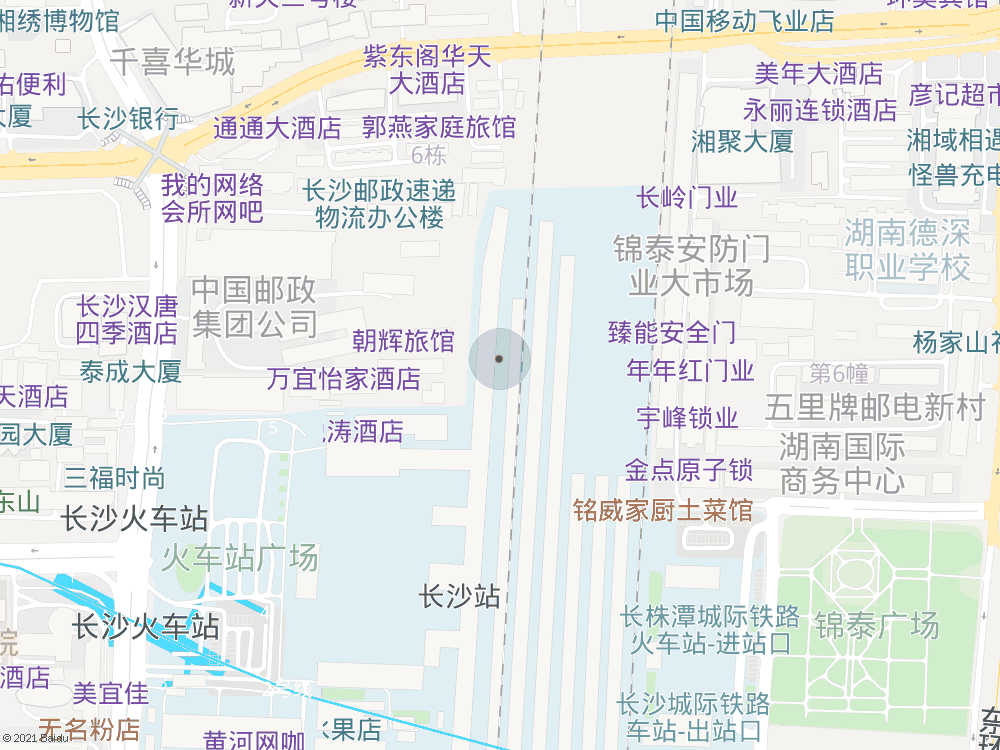 湘绣博物馆
中国移动飞业店
千喜华城
紫东阁华天
大酒店
美年大酒店
佑便利
彦记超市
永丽连锁酒店
大厦
长沙银行
通通大酒店
郭燕家庭旅馆
湘聚大厦
湘域相遇
6栋
怪兽充电
我的网络
会所网吧
长沙邮政速递
物流办公楼
长岭门业
湖南德深
职业学校
锦泰安防门
业大市场
中国邮政
集团公司
长沙汉唐
四季酒店
朝辉旅馆
臻能安全门
杨家山社
泰成大厦
万宜怡家酒店
年年红门业
第6幢
天酒店
五里牌邮电新村
宇峰锁业
园大厦
5
涛酒店
湖南国际
商务中心
三福时尚
金点原子锁
东山
长沙火车站
铭威家厨土菜馆
火车站广场
长沙站
长沙火车站
长株潭城际铁路
火车站-进站口
锦泰广场
院
酒店
美宜佳
长沙城际铁路
车站-出站口
无名粉店
水果店
黄河网咖
东
环
© 2021 Baidu